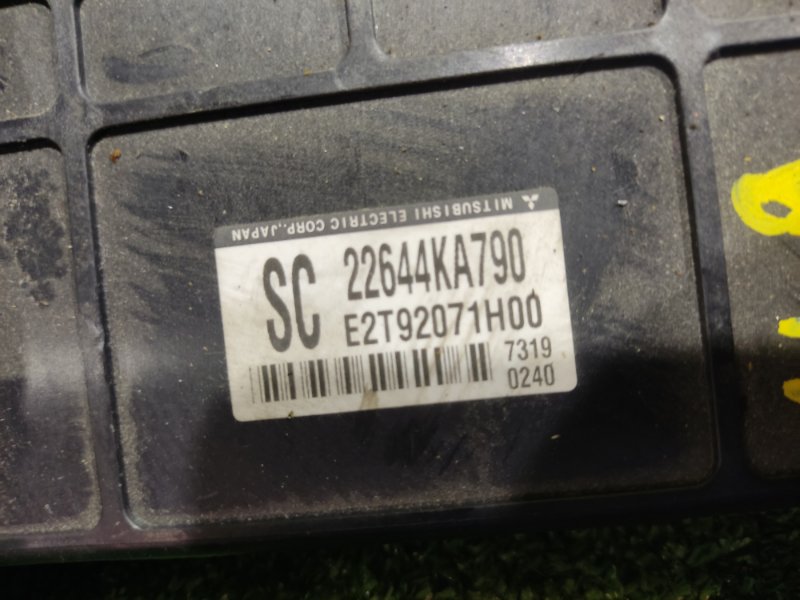 MITSUBISHI ELECTRIC CORP.,JAPAN
SC 22644KA790
E2T92071H00
7319
0240